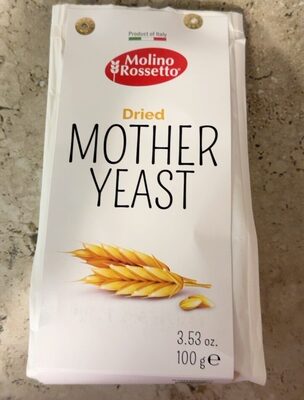 Product of Italy
Molino
Rossetto®
Dried
MOTHER
YEAST
3.53 oz.
100 g ℮